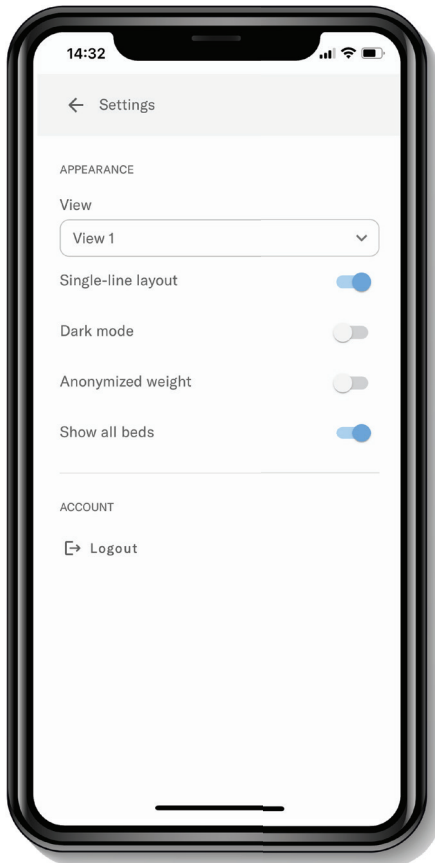 14:32
Settings
APPEARANCE
View
View 1
Single-line layout
Dark mode
Anonymized weight
Show all beds
ACCOUNT
Logout